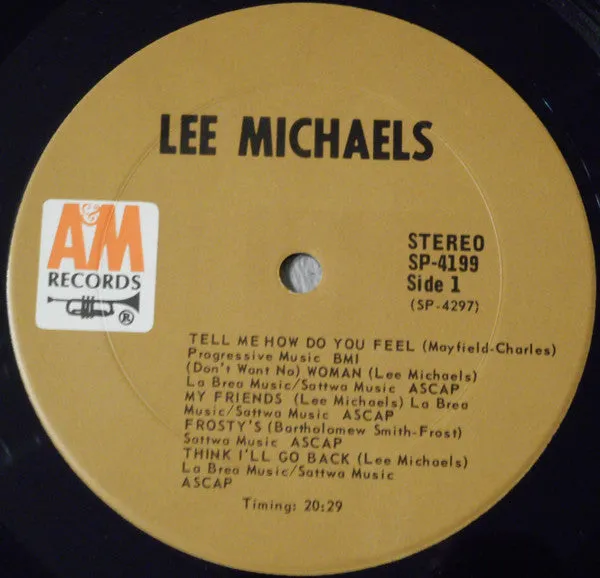 LEE MICHAELS
A&M
RECORDS
®
STEREO
SP-4199
Side 1
(SP-4297)
TELL ME HOW DO YOU FEEL (Mayfield-Charles)
Progressive Music BMI
(Don't Want No) WOMAN (Lee Michaels)
La Brea Music/Sattwa Music ASCAP
MY FRIENDS (Lee Michaels) La Brea
Music/Sattwa Music ASCAP
FROSTY'S (Bartholomew Smith-Frost)
Sattwa Music ASCAP
THINK I'LL GO BACK (Lee Michaels)
La Brea Music/Sattwa Music
ASCAP
Timing: 20:29